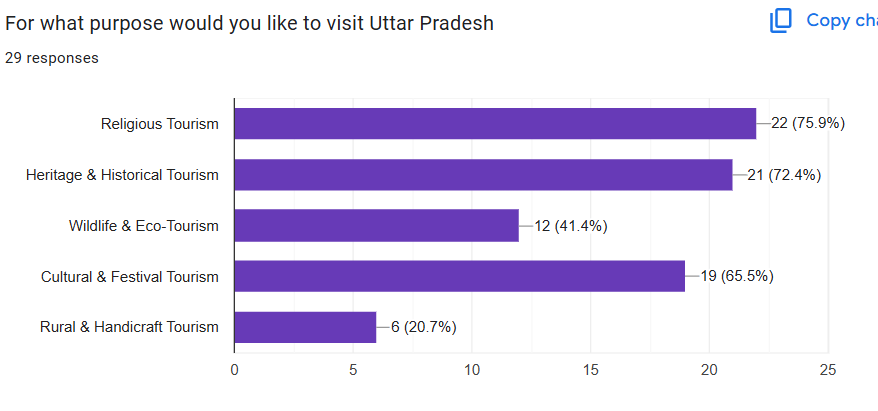 For what purpose would you like to visit Uttar Pradesh
Copy cha
29 responses
Religious Tourism 22 (75.9%)
Heritage & Historical Tourism 21 (72.4%)
Wildlife & Eco-Tourism 12 (41.4%)
Cultural & Festival Tourism 19 (65.5%)
Rural & Handicraft Tourism 6 (20.7%)
0 5 10 15 20 25